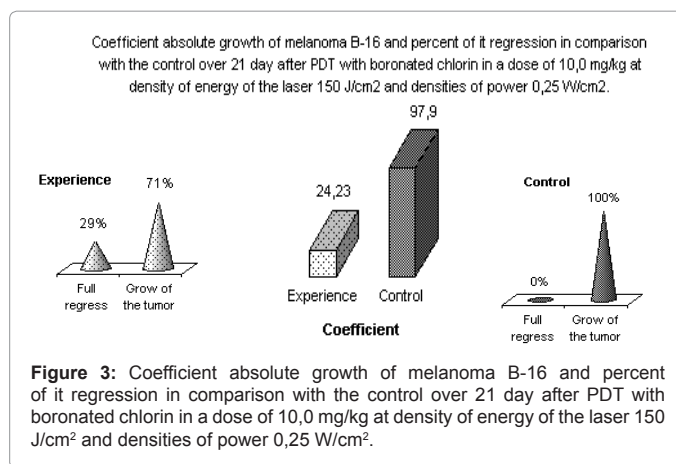 Coefficient absolute growth of melanoma B-16 and percent of it regression in comparison
with the control over 21 day after PDT with boronated chlorin in a dose of 10,0 mg/kg at
density of energy of the laser 150 J/cm2 and densities of power 0,25 W/cm2.
Experience
29%
71%
Full
regress
Grow of
the tumor
24,23
97,9
Experience
Control
Coefficient
Control
0%
100%
Full
regress
Grow of
the tumor
Figure 3: Coefficient absolute growth of melanoma B-16 and percent
of it regression in comparison with the control over 21 day after PDT with
boronated chlorin in a dose of 10,0 mg/kg at density of energy of the laser 150
J/cm² and densities of power 0,25 W/cm².